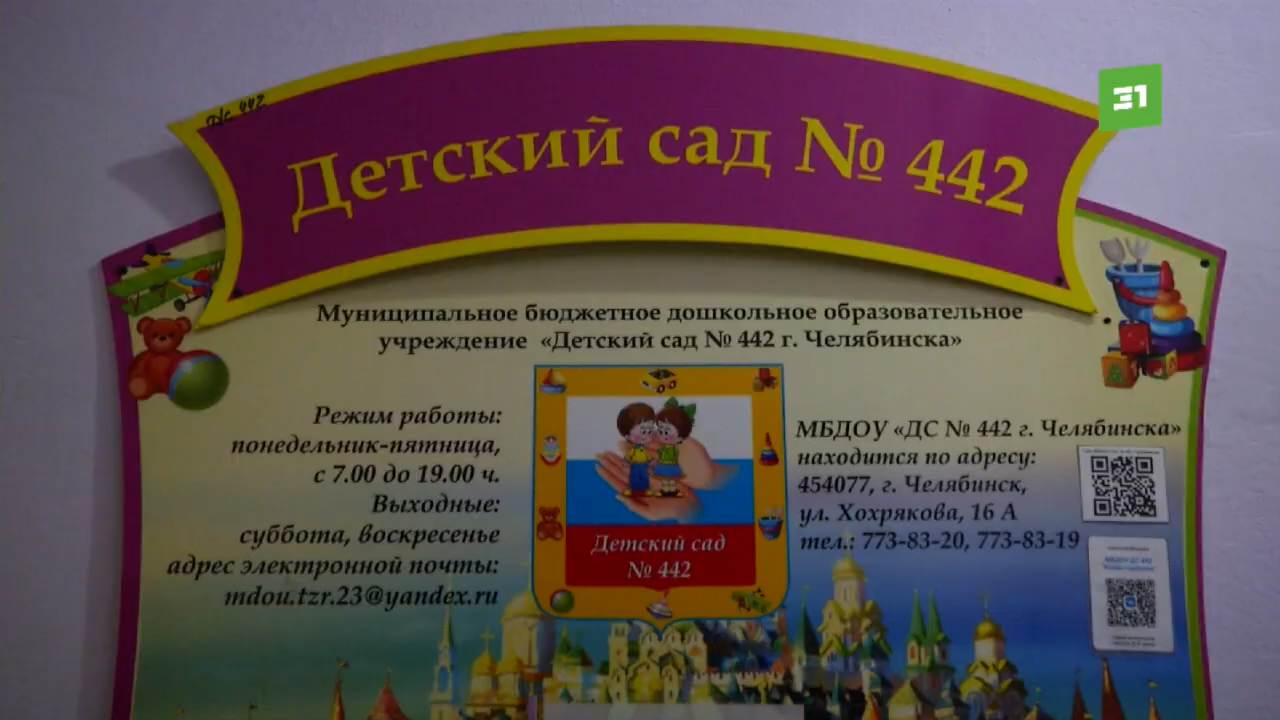 Д/с 442
31
Детский сад № 442
Муниципальное бюджетное дошкольное образовательное
учреждение «Детский сад № 442 г. Челябинска»
Режим работы:
понедельник-пятница,
с 7.00 до 19.00 ч.
Выходные:
суббота, воскресенье
адрес электронной почты:
mdou.tzr.23@yandex.ru
Детский сад
№ 442
МБДОУ «ДС № 442 г. Челябинска»
находится по адресу:
454077, г. Челябинск,
ул. Хохрякова, 16 А
тел.: 773-83-20, 773-83-19